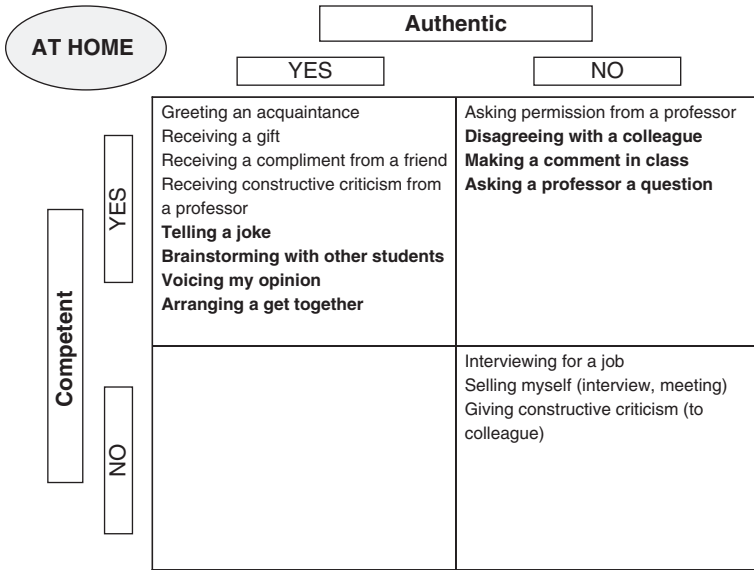 AT HOME
Authentic
YES
NO
Competent
YES
Greeting an acquaintance
Receiving a gift
Receiving a compliment from a friend
Receiving constructive criticism from
a professor
Telling a joke
Brainstorming with other students
Voicing my opinion
Arranging a get together
Asking permission from a professor
Disagreeing with a colleague
Making a comment in class
Asking a professor a question
NO
Interviewing for a job
Selling myself (interview, meeting)
Giving constructive criticism (to
colleague)